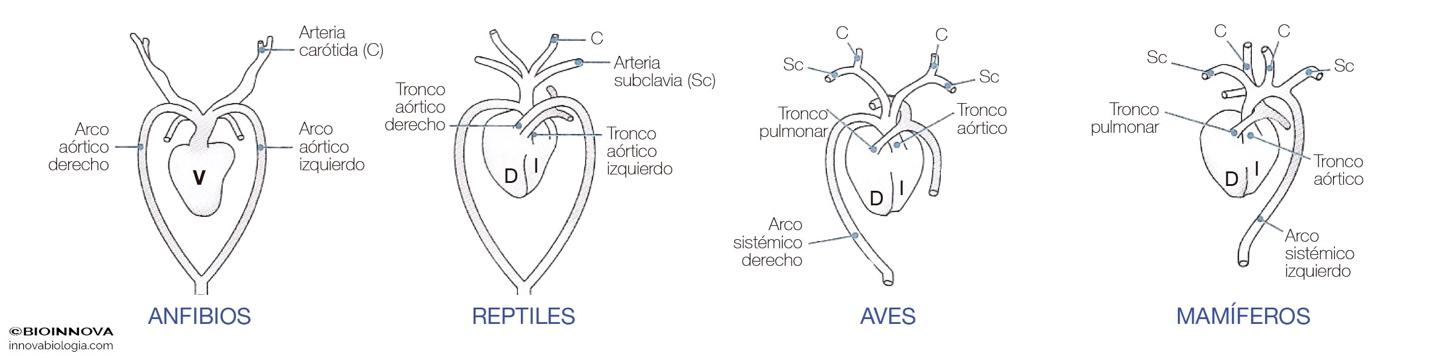 Arteria
carótida (C)
Arco
aórtico
derecho
Arco
aórtico
izquierdo
V
ANFIBIOS
C
Arteria
subclavia (Sc)
Tronco
aórtico
derecho
Tronco
aórtico
izquierdo
D I
REPTILES
C
C
Sc
Sc
Tronco
pulmonar
Tronco
aórtico
D I
Arco
sistémico
derecho
AVES
C
C
Sc
Sc
Tronco
pulmonar
Tronco
aórtico
D I
Arco
sistémico
izquierdo
MAMÍFEROS
©BIOINNOVA
innovabiologia.com